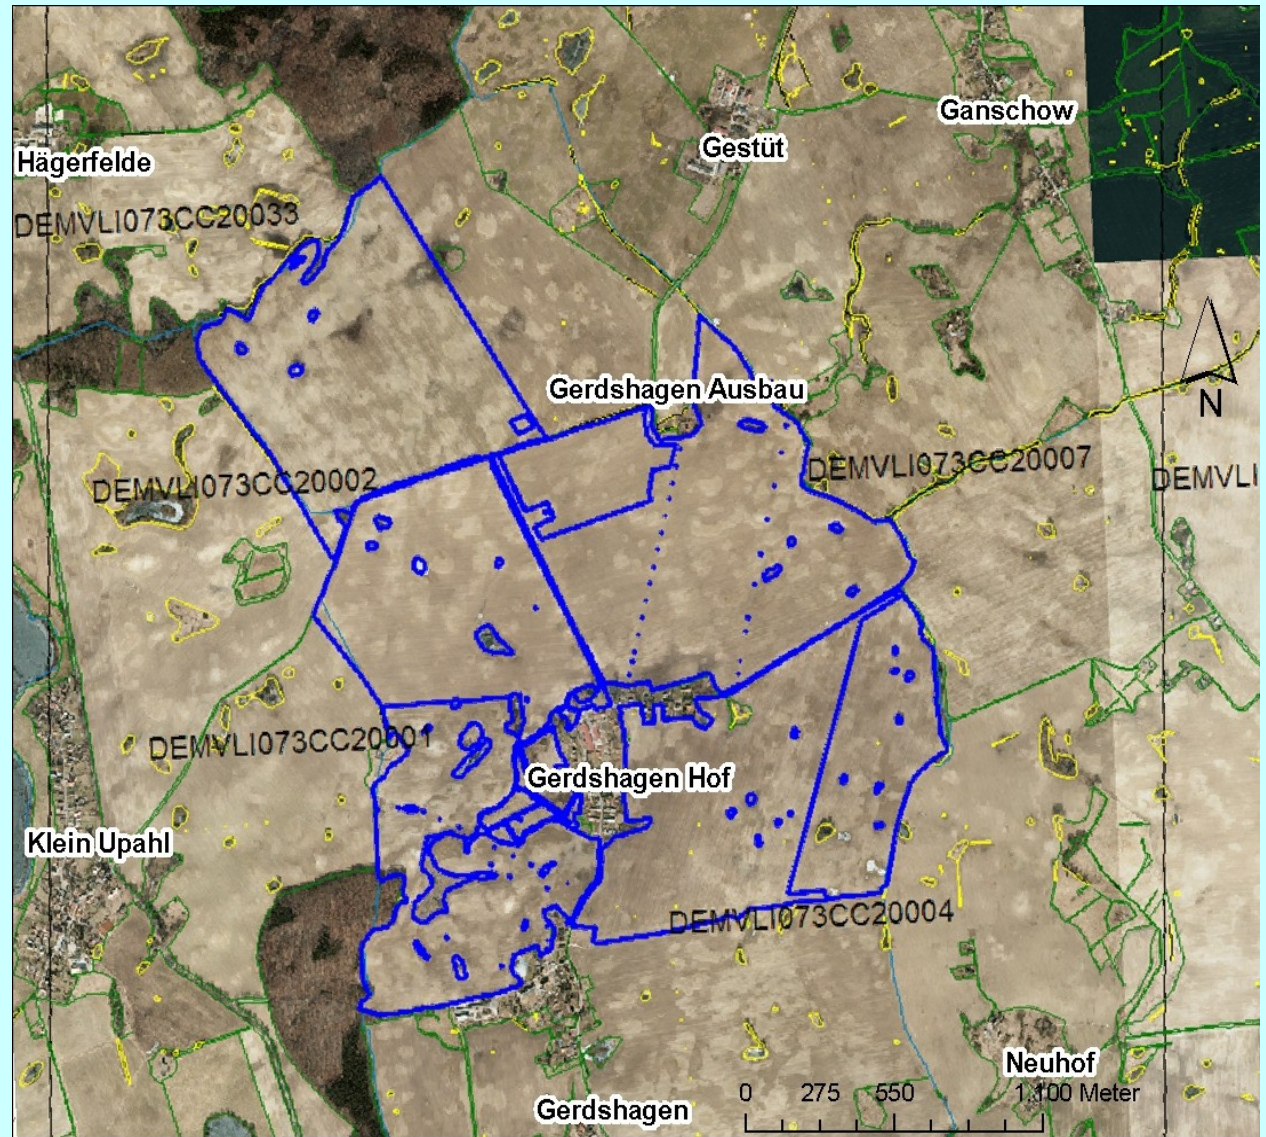 Ganschow
Gestüt
Hägerfelde
DEMVLI073CC20033
Gerdshagen Ausbau
N
DEMVLI073CC20007
DEMVLI
DEMVLI073CC20002
DEMVLI073CC20001
Gerdshagen Hof
Klein Upahl
DEMVLI073CC20004
Neuhof
0 275 550 1.100 Meter
Gerdshagen